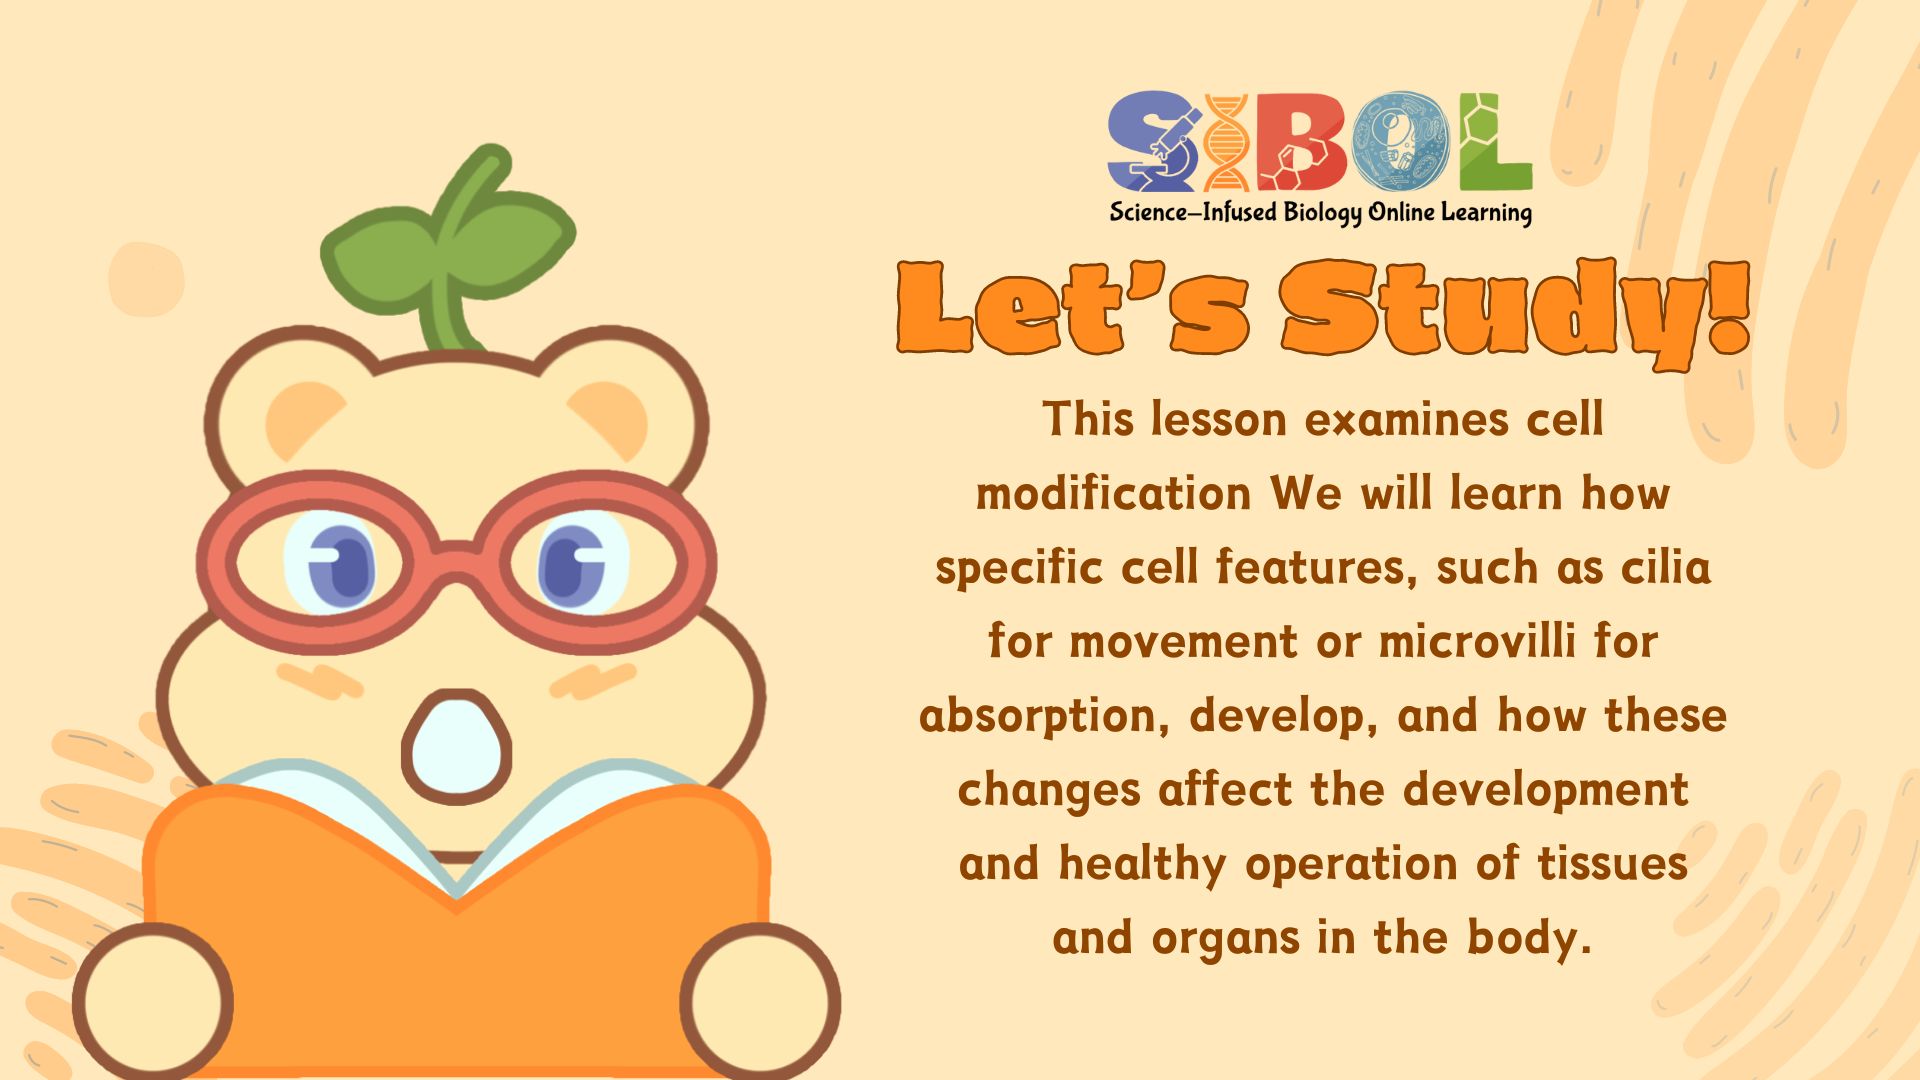 SIBOL
Science-Infused Biology Online Learning
Let's Study!
This lesson examines cell
modification We will learn how
specific cell features, such as cilia
for movement or microvilli for
absorption, develop, and how these
changes affect the development
and healthy operation of tissues
and organs in the body.